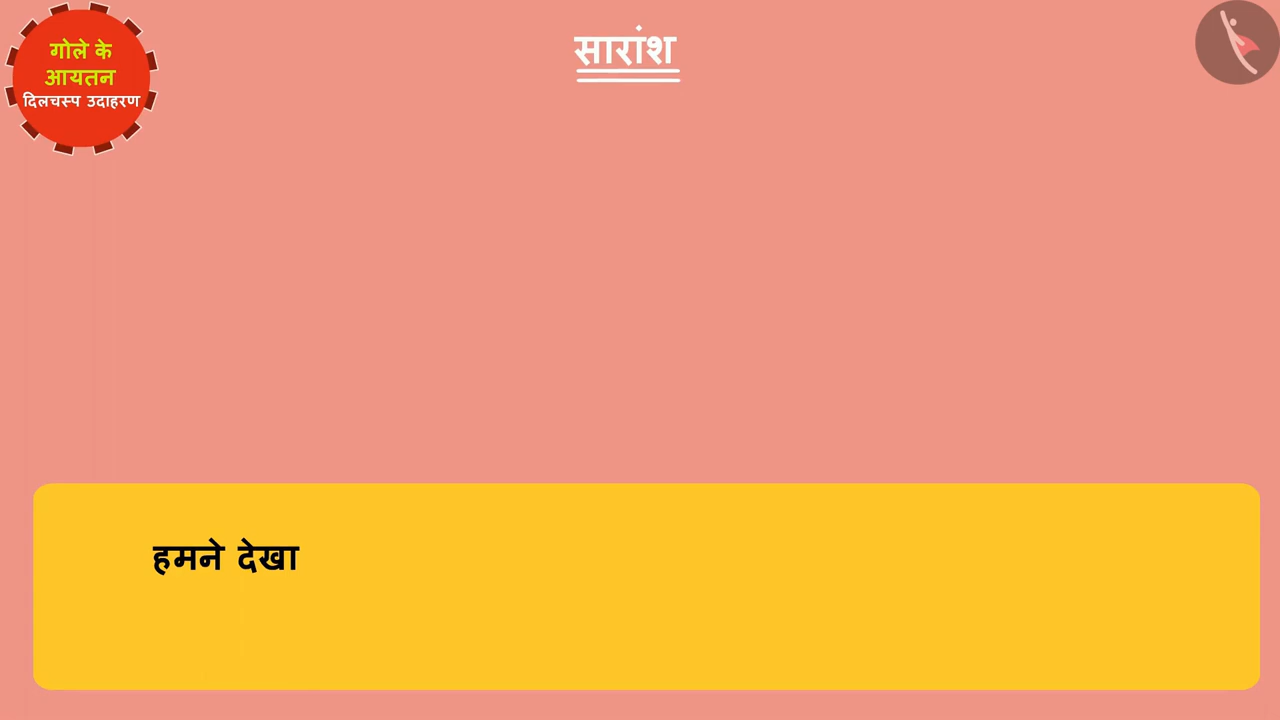 गोले के
आयतन
दिलचस्प उदाहरण
सारांश
हमने देखा